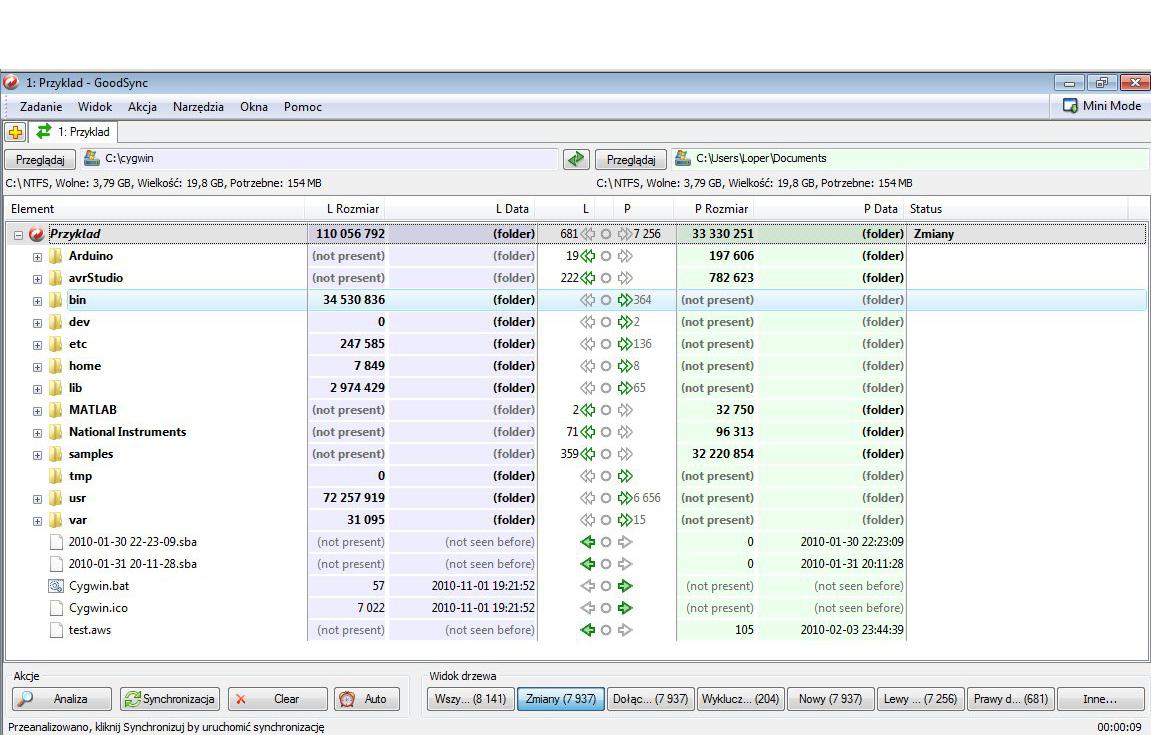 1: Przyklad - GoodSync
Zadanie Widok Akcja Narzędzia Okna Pomoc Mini Mode
1: Przyklad
Przeglądaj C:\cygwin Przeglądaj C:\Users\Loper\Documents
C:\ NTFS, Wolne: 3,79 GB, Wielkość: 19,8 GB, Potrzebne: 154 MB C:\ NTFS, Wolne: 3,79 GB, Wielkość: 19,8 GB, Potrzebne: 154 MB
Element L Rozmiar L Data L P P Rozmiar P Data Status
Przyklad 110 056 792 (folder) 681 7 256 33 330 251 (folder) Zmiany
Arduino (not present) (folder) 19 197 606 (folder)
avrStudio (not present) (folder) 222 782 623 (folder)
bin 34 530 836 (folder) 364 (not present) (folder)
dev 0 (folder) 2 (not present) (folder)
etc 247 585 (folder) 136 (not present) (folder)
home 7 849 (folder) 8 (not present) (folder)
lib 2 974 429 (folder) 65 (not present) (folder)
MATLAB (not present) (folder) 2 32 750 (folder)
National Instruments (not present) (folder) 71 96 313 (folder)
samples (not present) (folder) 359 32 220 854 (folder)
tmp 0 (folder) (not present) (folder)
usr 72 257 919 (folder) 6 656 (not present) (folder)
var 31 095 (folder) 15 (not present) (folder)
2010-01-30 22-23-09.sba (not present) (not seen before) 0 2010-01-30 22:23:09
2010-01-31 20-11-28.sba (not present) (not seen before) 0 2010-01-31 20:11:28
Cygwin.bat 57 2010-11-01 19:21:52 (not present) (not seen before)
Cygwin.ico 7 022 2010-11-01 19:21:52 (not present) (not seen before)
test.aws (not present) (not seen before) 105 2010-02-03 23:44:39
Akcje Widok drzewa
Analiza Synchronizacja Clear Auto Wszy... (8 141) Zmiany (7 937) Dołąc... (7 937) Wyklucz... (204) Nowy (7 937) Lewy ... (7 256) Prawy d... (681) Inne...
Przeanalizowano, kliknij Synchronizuj by uruchomić synchronizację 00:00:09